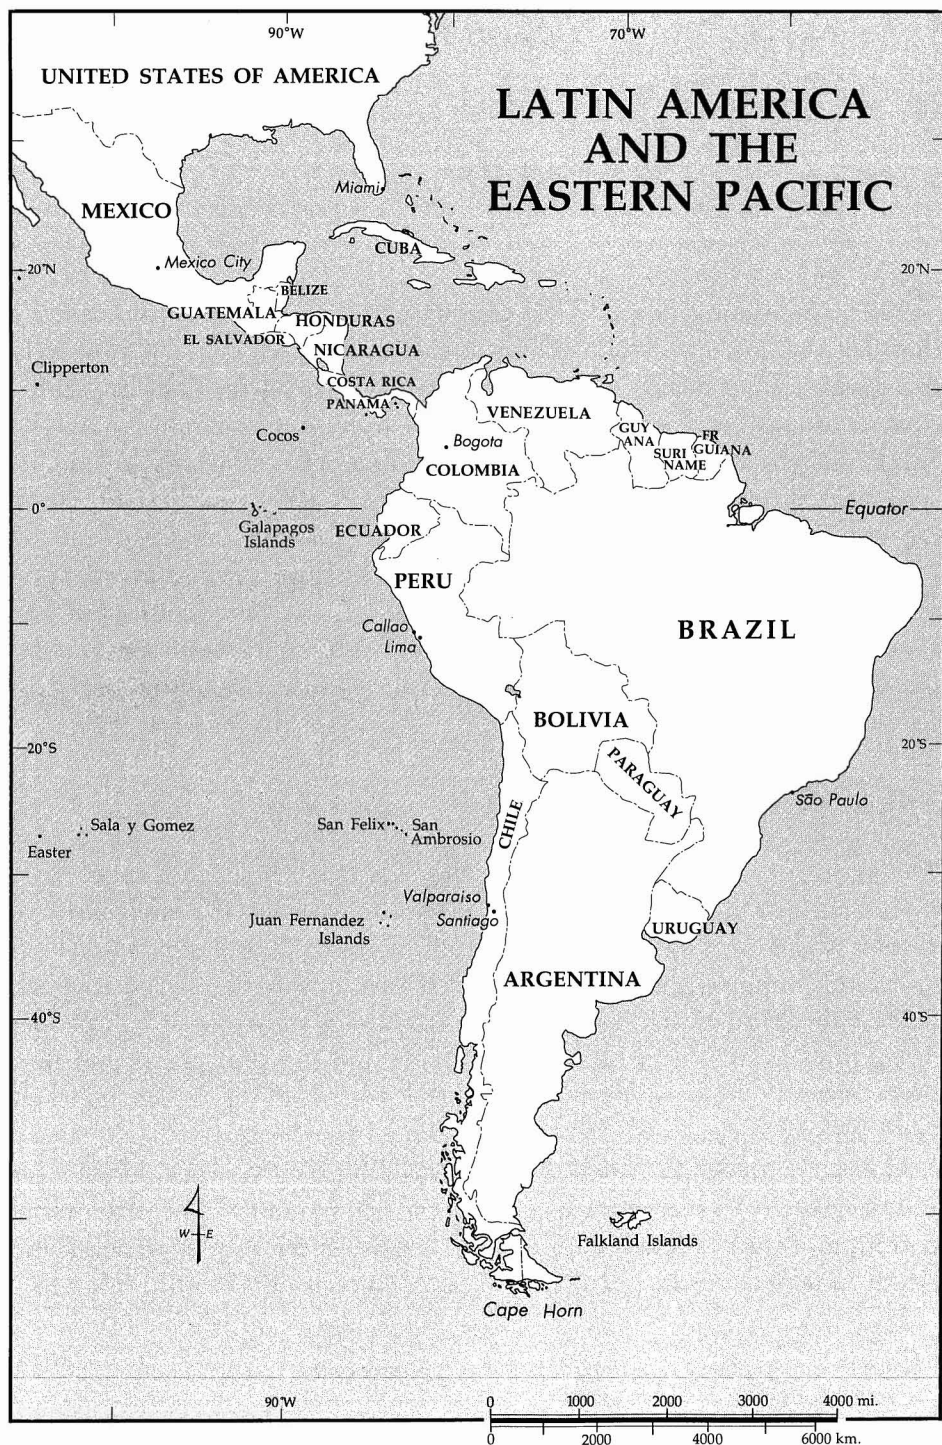 90°W
70°W
UNITED STATES OF AMERICA
LATIN AMERICA
AND THE
EASTERN PACIFIC
Miami
MEXICO
CUBA
Mexico City
20°N
20°N
BELIZE
GUATEMALA
HONDURAS
EL SALVADOR
NICARAGUA
Clipperton
COSTA RICA
PANAMA
VENEZUELA
Cocos
Bogota
GUY
ANA
SURI
NAME
FR
GUIANA
COLOMBIA
0°
Equator
Galapagos
Islands
ECUADOR
PERU
Callao
Lima
BRAZIL
BOLIVIA
20°S
20°S
PARAGUAY
São Paulo
CHILE
Sala y Gomez
San Felix
San
Ambrosio
Easter
Valparaiso
Santiago
Juan Fernandez
Islands
URUGUAY
ARGENTINA
40°S
40°S
W E
Falkland Islands
Cape Horn
90°W
0 1000 2000 3000 4000 mi.
0 2000 4000 6000 km.